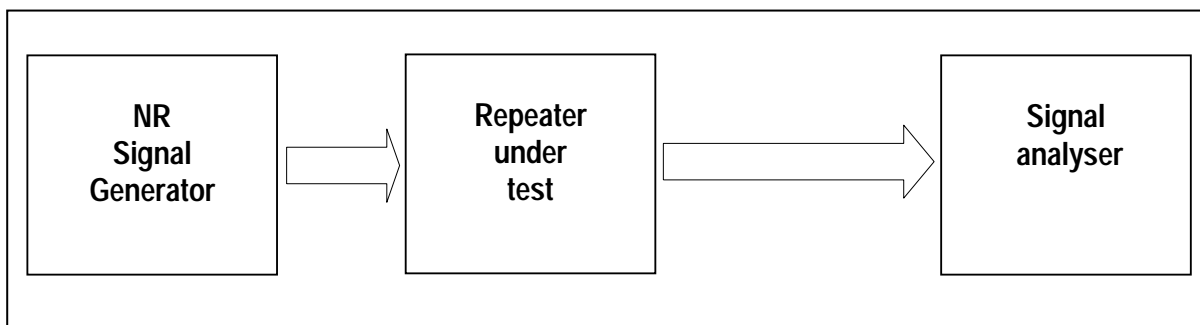 NR
Signal
Generator
Repeater
under
test
Signal
analyser